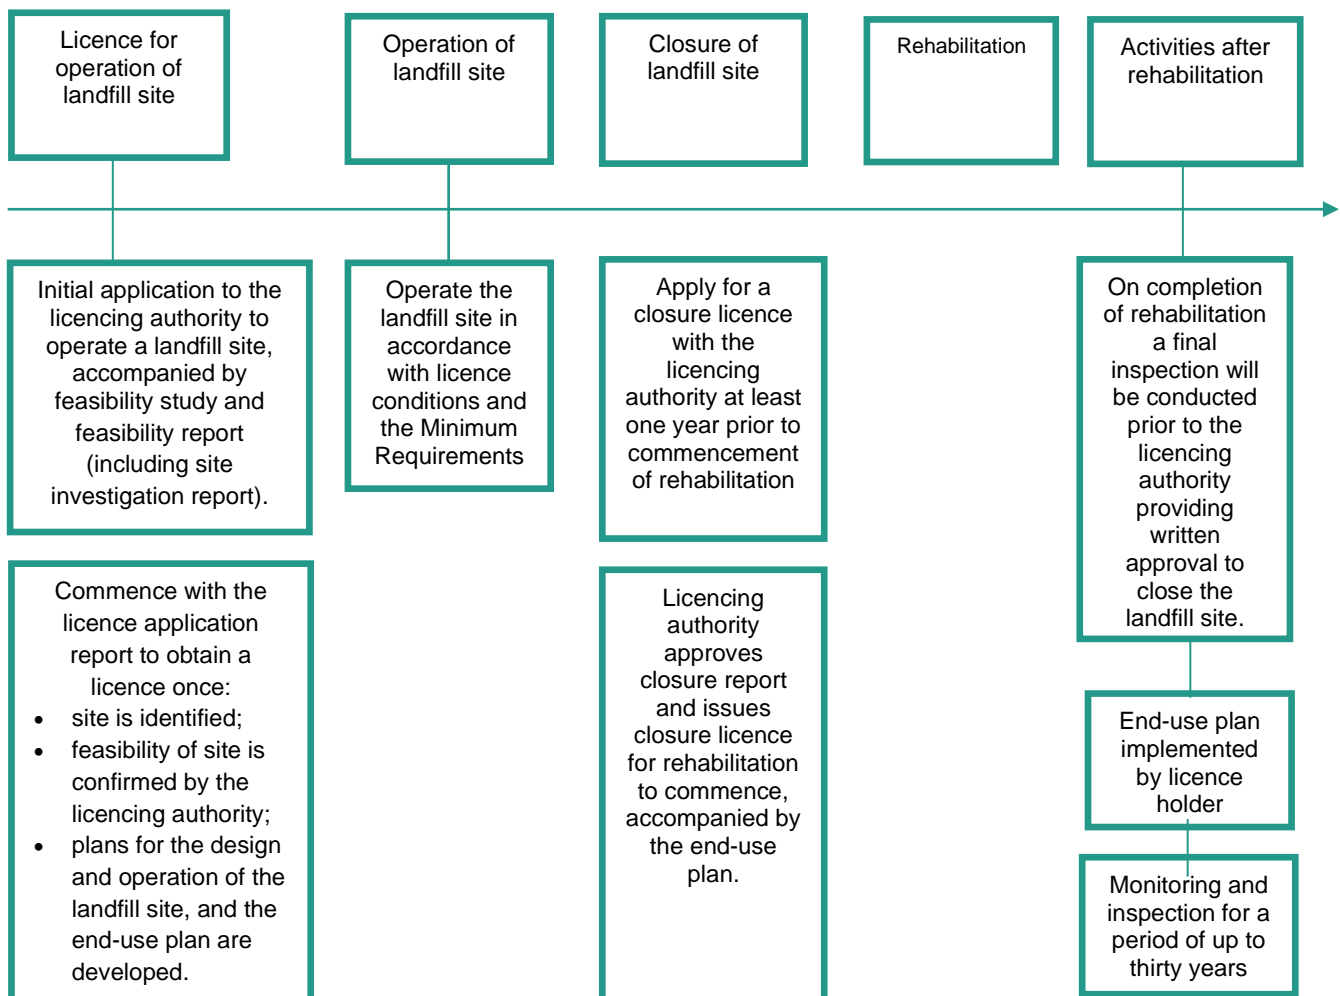 Licence for
operation of
landfill site
Operation of
landfill site
Closure of
landfill site
Rehabilitation
Activities after
rehabilitation
Initial application to the
licencing authority to
operate a landfill site,
accompanied by
feasibility study and
feasibility report
(including site
investigation report).
Operate the
landfill site in
accordance
with licence
conditions and
the Minimum
Requirements
Apply for a
closure licence
with the
licencing
authority at least
one year prior to
commencement
of rehabilitation
On completion
of rehabilitation
a final
inspection will
be conducted
prior to the
licencing
authority
providing
written
approval to
close the
landfill site.
Commence with the
licence application
report to obtain a
licence once:
• site is identified;
• feasibility of site is
confirmed by the
licencing authority;
• plans for the design
and operation of the
landfill site, and the
end-use plan are
developed.
Licencing
authority
approves
closure report
and issues
closure licence
for rehabilitation
to commence,
accompanied by
the end-use
plan.
End-use plan
implemented
by licence
holder
Monitoring and
inspection for a
period of up to
thirty years